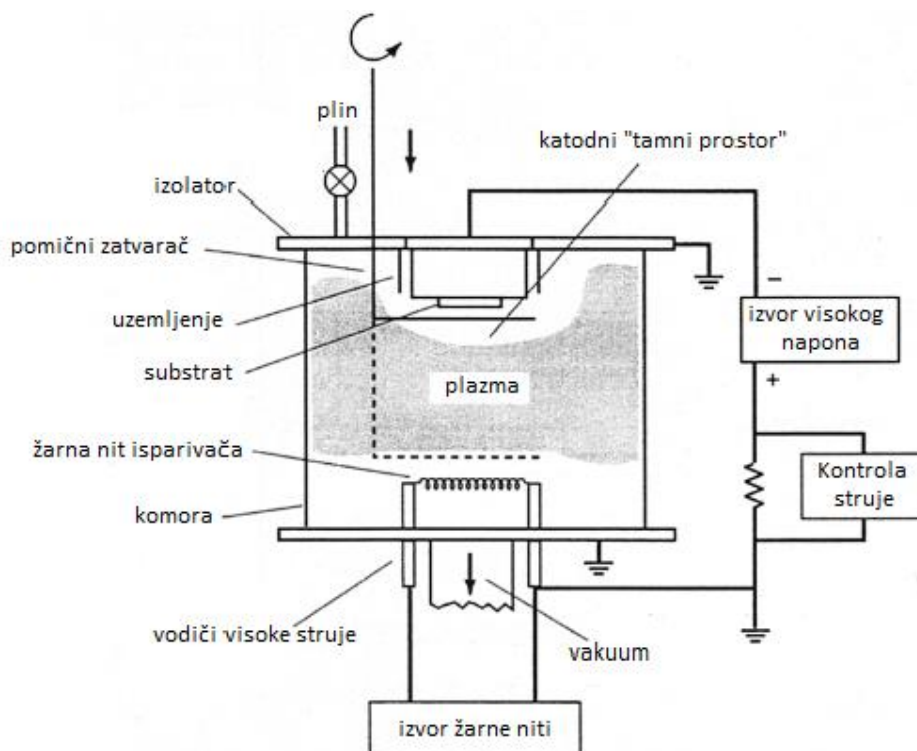 plin
katodni "tamni prostor"
izolator
pomični zatvarač
uzemljenje
substrat
plazma
−
izvor visokog
napona
+
žarna nit isparivača
Kontrola
struje
komora
vodiči visoke struje
vakuum
izvor žarne niti